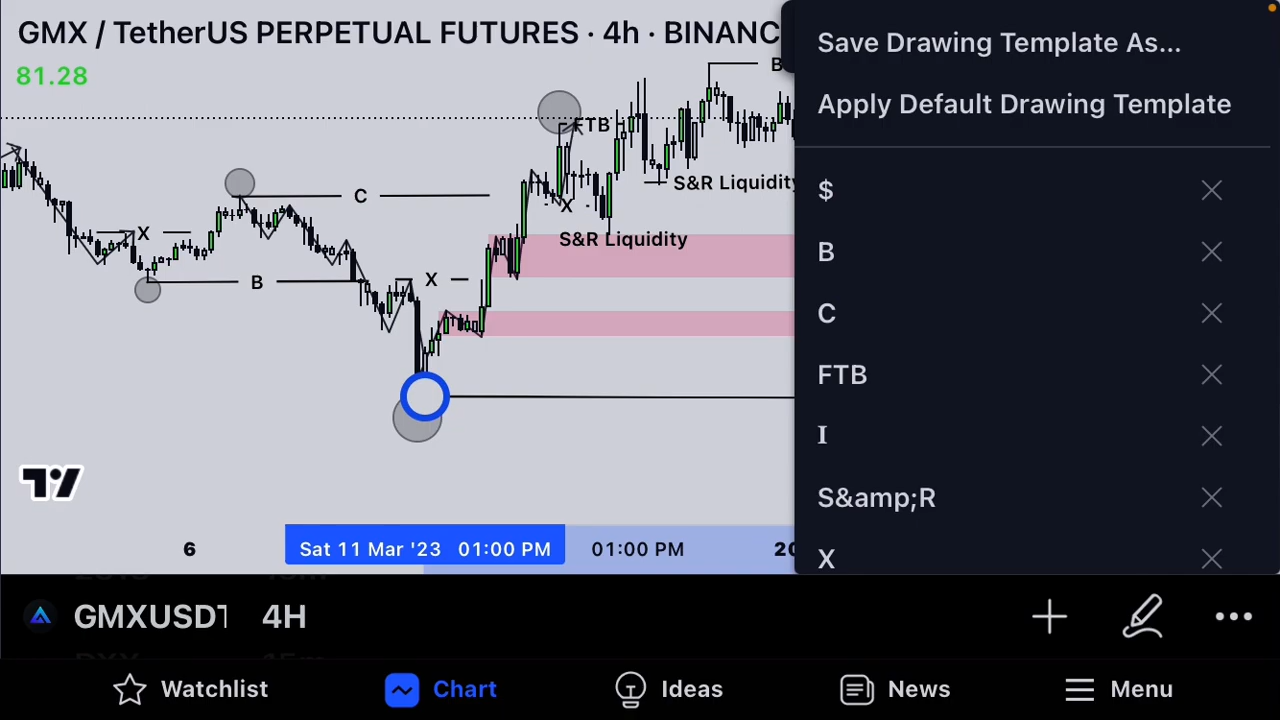 GMX / TetherUS PERPETUAL FUTURES · 4h · BINANC
81.28
B
FTB
C
S&R Liquidity
X
X
S&R Liquidity
B
X
6
Sat 11 Mar '23 01:00 PM
01:00 PM
20
Save Drawing Template As...
Apply Default Drawing Template
$
B
C
FTB
I
S&amp;R
X
GMXUSDT
4H
Watchlist
Chart
Ideas
News
Menu